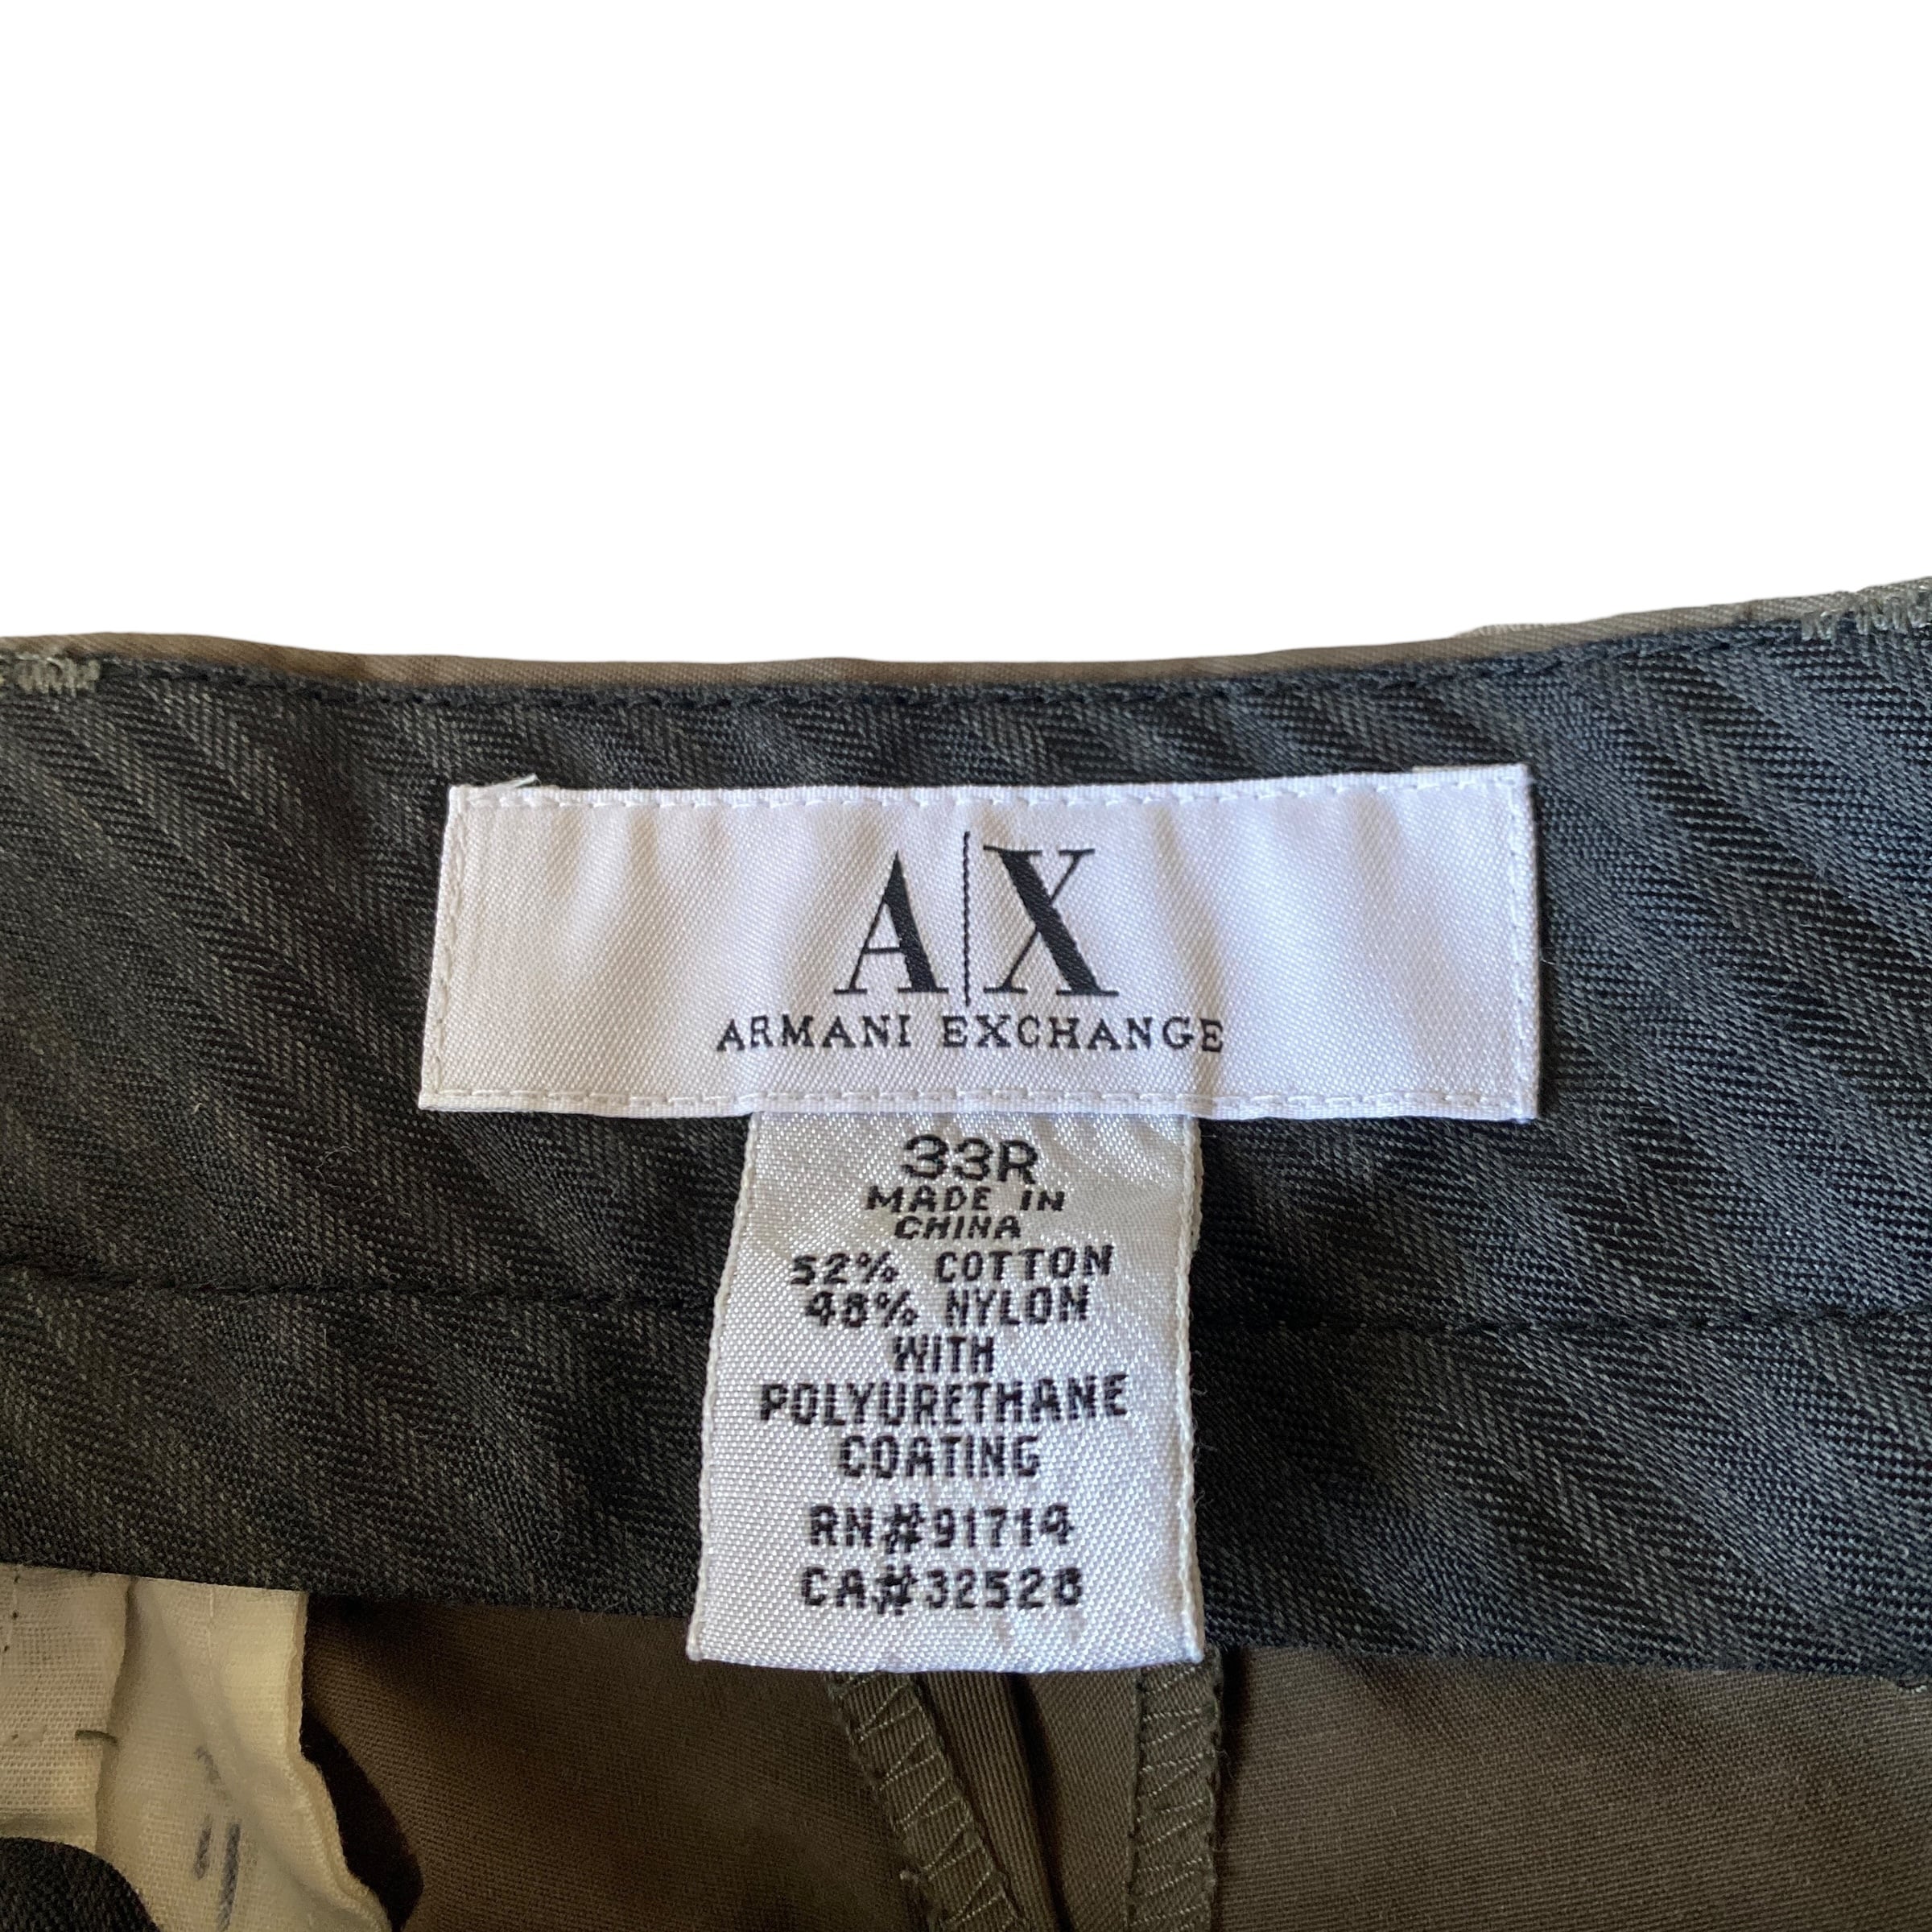 A|X
ARMANI EXCHANGE
33R
MADE IN
CHINA
52% COTTON
48% NYLON
WITH
POLYURETHANE
COATING
RN#91714
CA#32528